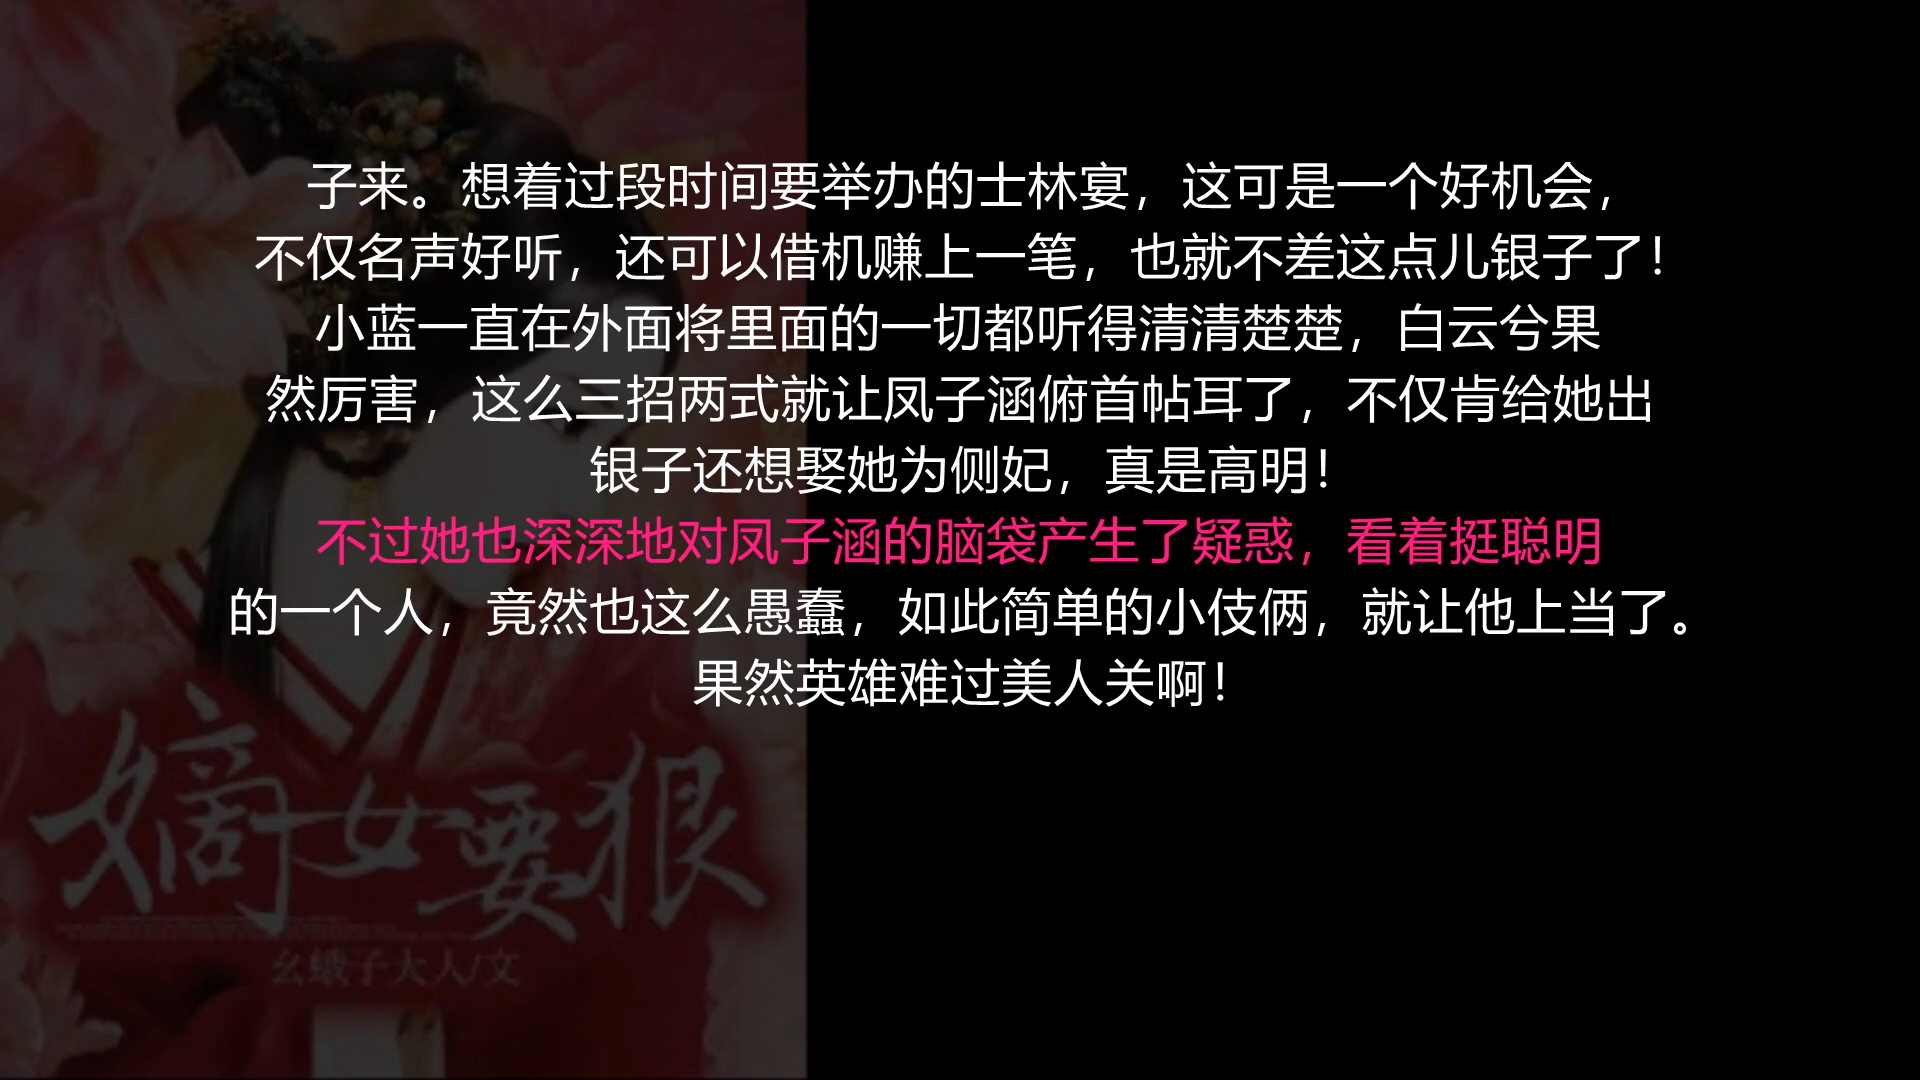 子来。想着过段时间要举办的士林宴，这可是一个好机会，
不仅名声好听，还可以借机赚上一笔，也就不差这点儿银子了！
小蓝一直在外面将里面的一切都听得清清楚楚，白云兮果
然厉害，这么三招两式就让凤子涵俯首帖耳了，不仅肯给她出
银子还想娶她为侧妃，真是高明！
不过她也深深地对凤子涵的脑袋产生了疑惑，看着挺聪明
的一个人，竟然也这么愚蠢，如此简单的小伎俩，就让他上当了。
果然英雄难过美人关啊！
嫡女要狠
幺蛾子大人/文